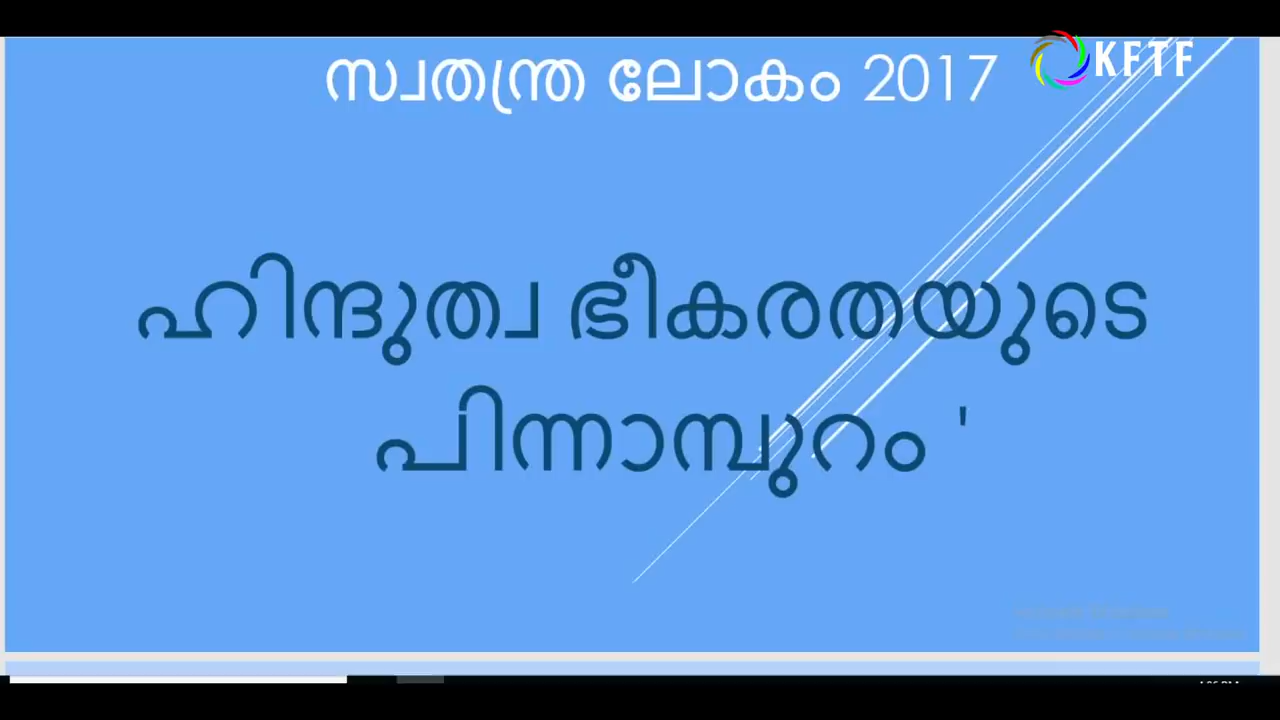 സ്വതന്ത്ര ലോകം 2017
KFTF
ഹിന്ദുത്വ ഭീകരതയുടെ
പിന്നാമ്പുറം '